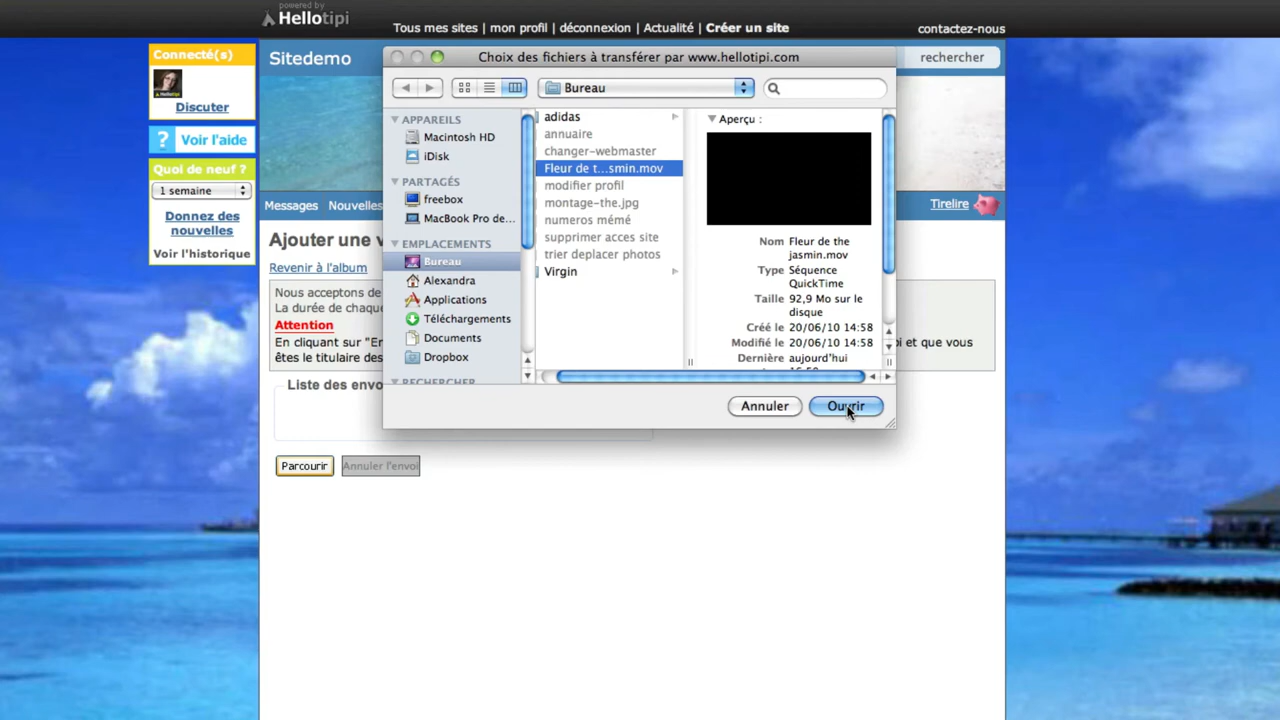 powered by
Hellotipi
Tous mes sites | mon profil | déconnexion | Actualité | Créer un site
contactez-nous
Connecté(s)
Discuter
? Voir l'aide
Quoi de neuf ?
1 semaine
Donnez des
nouvelles
Voir l'historique
Sitedemo
rechercher
Messages Nouvelles
Tirelire
Ajouter une v
Revenir à l'album
Nous acceptons de
La durée de chaque
Attention
En cliquant sur "En
oi et que vous
êtes le titulaire des
Liste des envo
Parcourir
Annuler l'envoi
Choix des fichiers à transférer par www.hellotipi.com
Bureau
APPAREILS
Macintosh HD
iDisk
PARTAGÉS
freebox
MacBook Pro de...
EMPLACEMENTS
Bureau
Alexandra
Applications
Téléchargements
Documents
Dropbox
RECHERCHER
adidas
annuaire
changer-webmaster
Fleur de t...smin.mov
modifier profil
montage-the.jpg
numeros mémé
supprimer acces site
trier deplacer photos
Virgin
Aperçu :
Nom Fleur de the
jasmin.mov
Type Séquence
QuickTime
Taille 92,9 Mo sur le
disque
Créé le 20/06/10 14:58
Modifié le 20/06/10 14:58
Dernière aujourd'hui
Annuler
Ouvrir